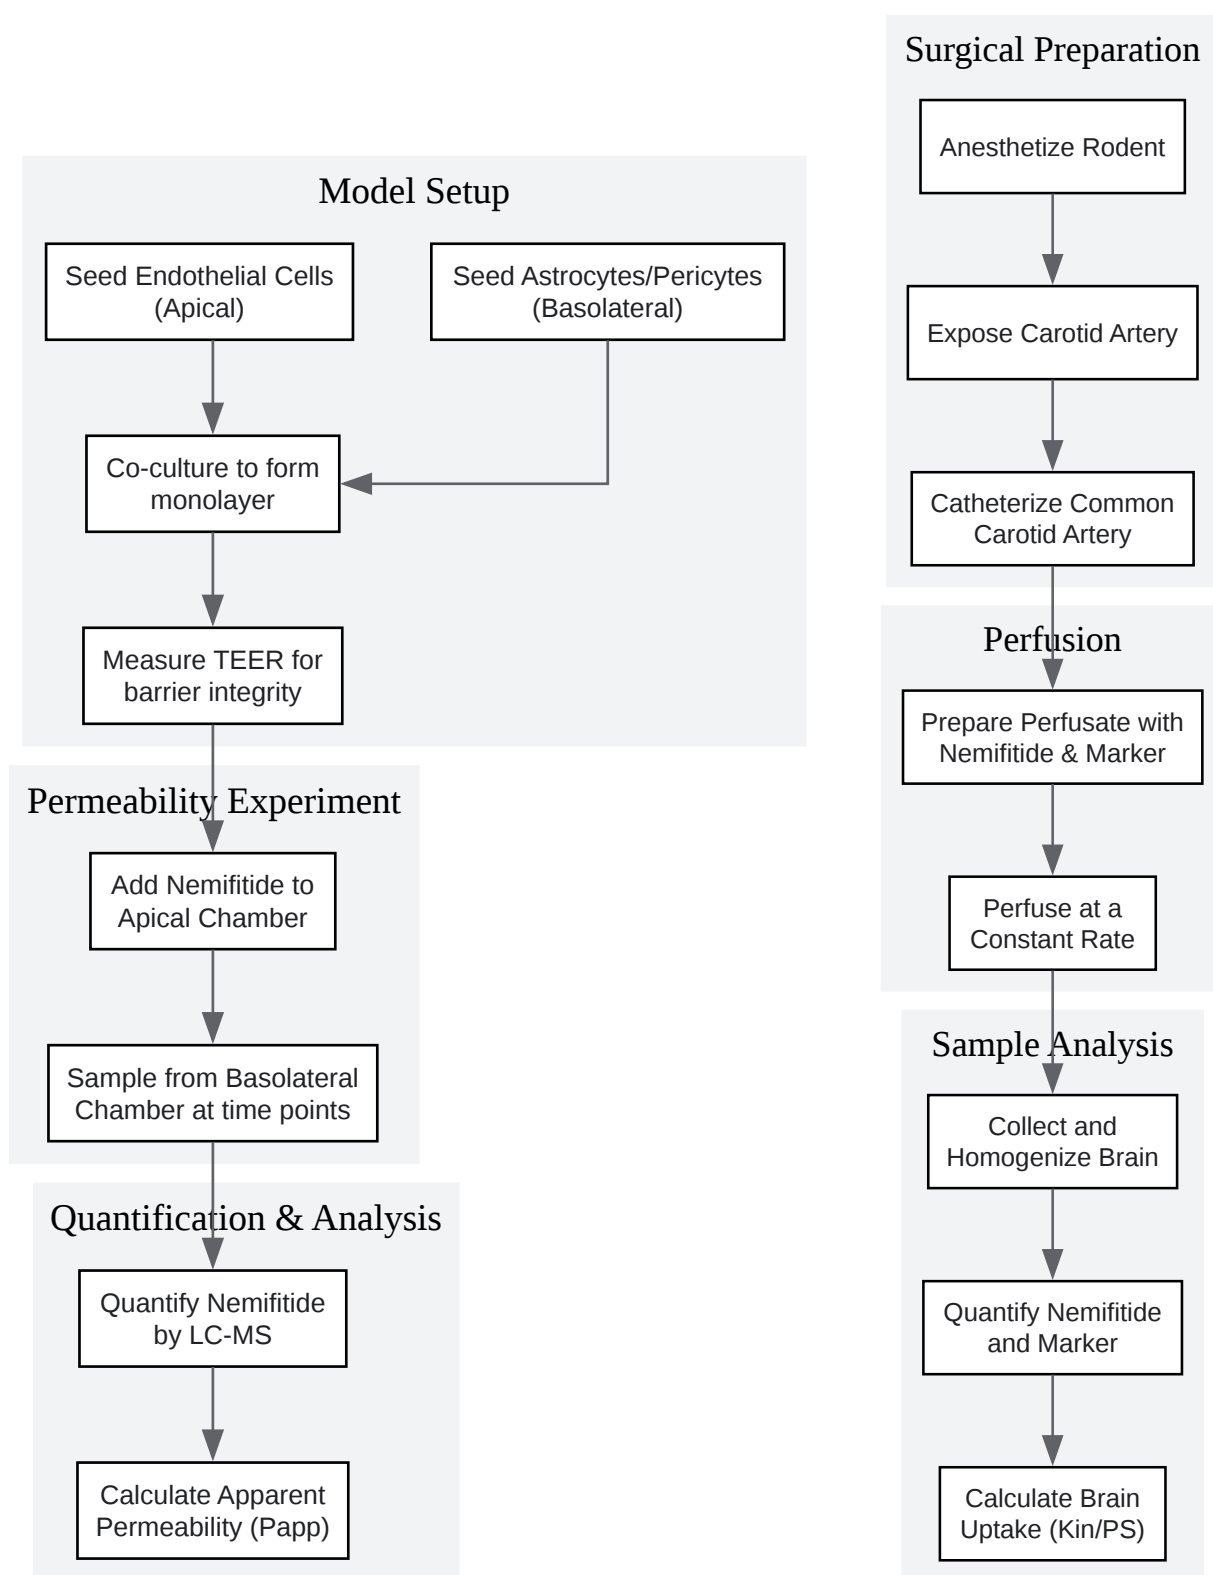 Model Setup
Seed Endothelial Cells
(Apical)
Seed Astrocytes/Pericytes
(Basolateral)
Co-culture to form
monolayer
Measure TEER for
barrier integrity
Permeability Experiment
Add Nemifitide to
Apical Chamber
Sample from Basolateral
Chamber at time points
Quantification & Analysis
Quantify Nemifitide
by LC-MS
Calculate Apparent
Permeability (Papp)
Surgical Preparation
Anesthetize Rodent
Expose Carotid Artery
Catheterize Common
Carotid Artery
Perfusion
Prepare Perfusate with
Nemifitide & Marker
Perfuse at a
Constant Rate
Sample Analysis
Collect and
Homogenize Brain
Quantify Nemifitide
and Marker
Calculate Brain
Uptake (Kin/PS)